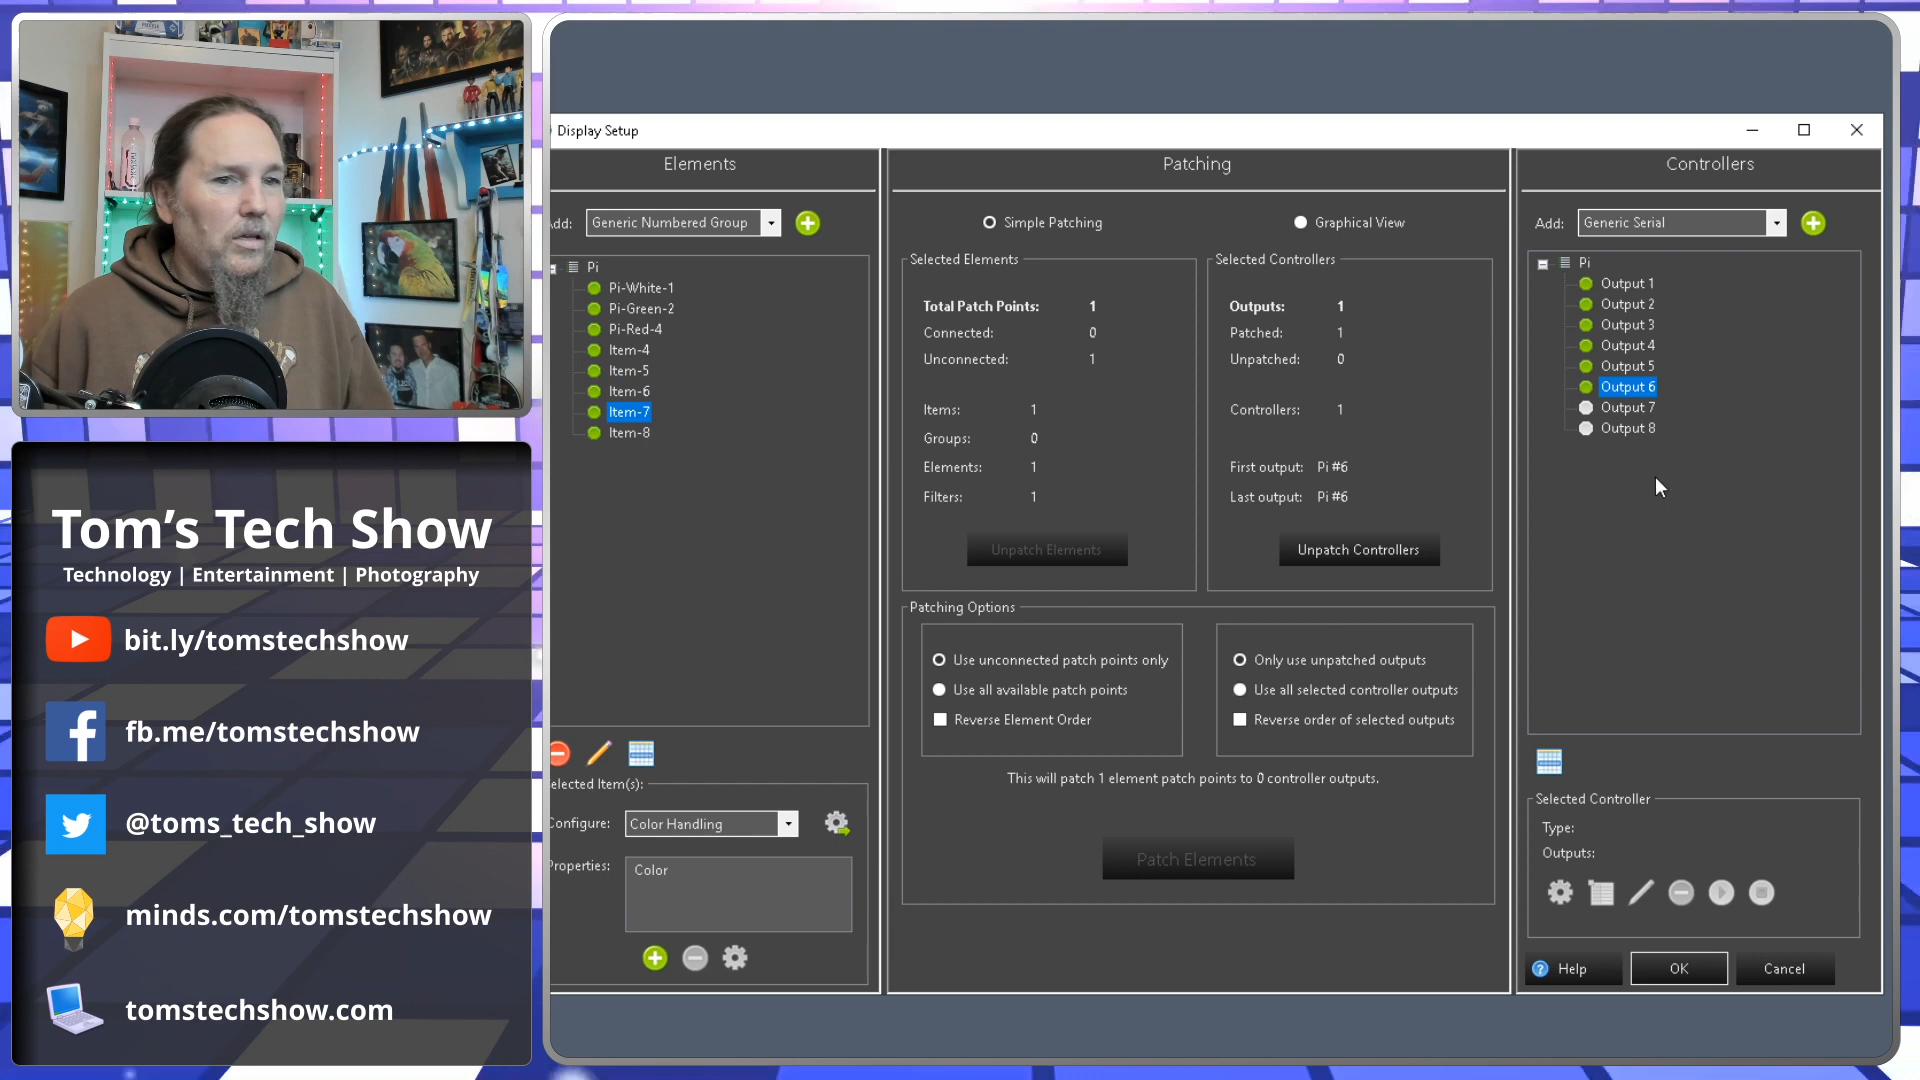 Display Setup
Elements
Patching
Controllers
dd:
Generic Numbered Group
Simple Patching
Graphical View
Add:
Generic Serial
Pi
Pi-White-1
Pi-Green-2
Pi-Red-4
Item-4
Item-5
Item-6
Item-7
Item-8
Selected Elements
Total Patch Points: 1
Connected: 0
Unconnected: 1
Items: 1
Groups: 0
Elements: 1
Filters: 1
Unpatch Elements
Selected Controllers
Outputs: 1
Patched: 1
Unpatched: 0
Controllers: 1
First output: Pi #6
Last output: Pi #6
Unpatch Controllers
Pi
Output 1
Output 2
Output 3
Output 4
Output 5
Output 6
Output 7
Output 8
Patching Options
Use unconnected patch points only
Use all available patch points
Reverse Element Order
Only use unpatched outputs
Use all selected controller outputs
Reverse order of selected outputs
This will patch 1 element patch points to 0 controller outputs.
Patch Elements
elected Item(s):
Configure:
Color Handling
Properties:
Color
Selected Controller
Type:
Outputs:
Help
OK
Cancel
Tom's Tech Show
Technology | Entertainment | Photography
bit.ly/tomstechshow
fb.me/tomstechshow
@toms_tech_show
minds.com/tomstechshow
tomstechshow.com